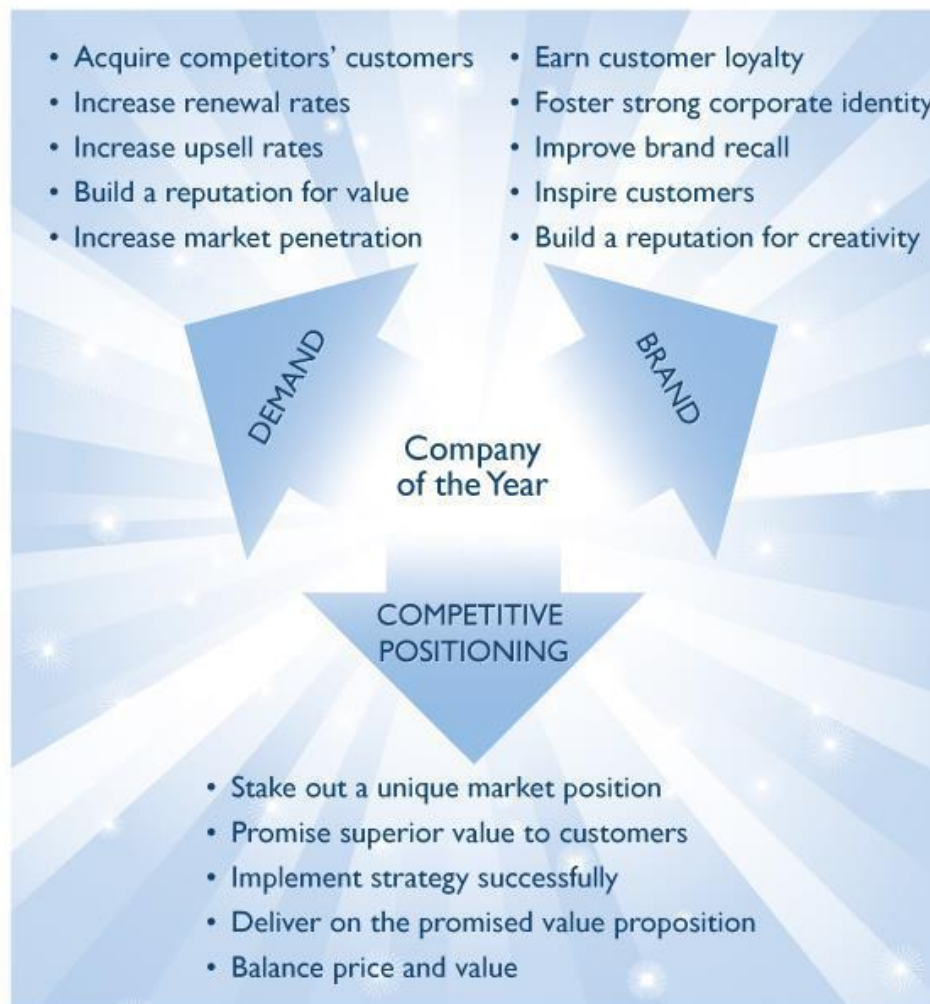 • Acquire competitors' customers
• Increase renewal rates
• Increase upsell rates
• Build a reputation for value
• Increase market penetration
• Earn customer loyalty
• Foster strong corporate identity
• Improve brand recall
• Inspire customers
• Build a reputation for creativity
DEMAND
BRAND
Company
of the Year
COMPETITIVE
POSITIONING
• Stake out a unique market position
• Promise superior value to customers
• Implement strategy successfully
• Deliver on the promised value proposition
• Balance price and value